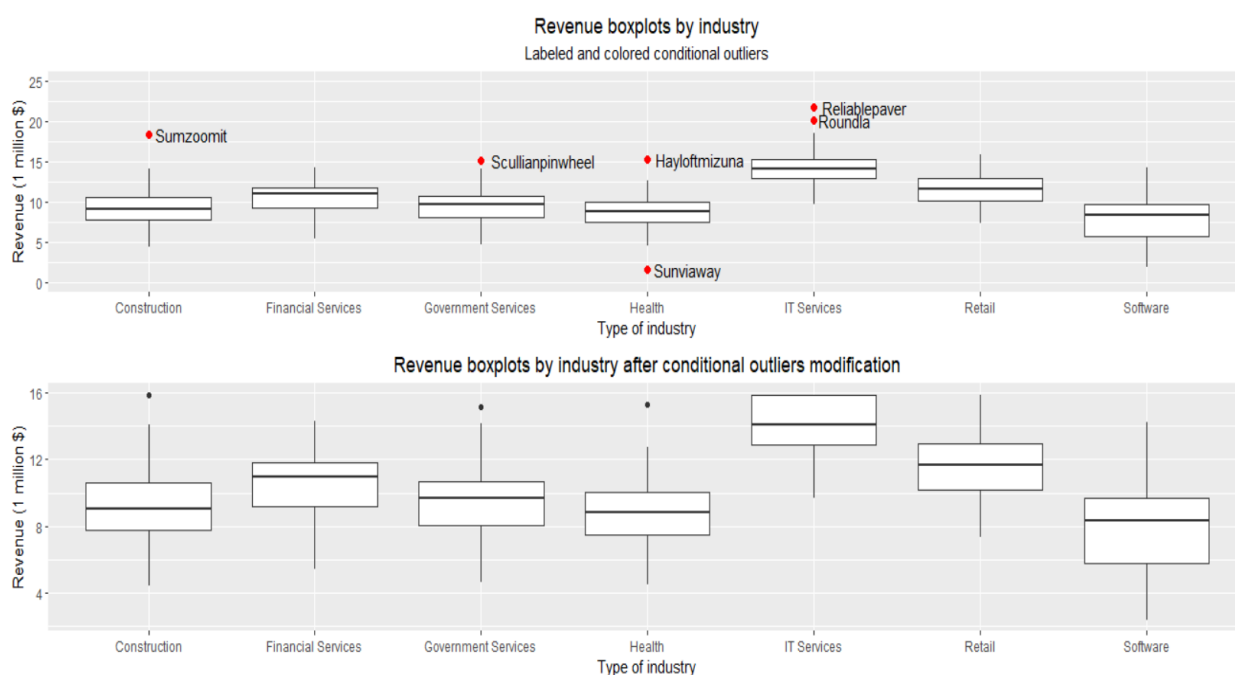 Revenue boxplots by industry
Labeled and colored conditional outliers
Revenue (1 million $)
25
20
15
10
5
0
Sumzoomit
Scullianpinwheel
Hayloftmizuna
Sunviaway
Reliablepaver
Roundla
Construction Financial Services Government Services Health IT Services Retail Software
Type of industry
Revenue boxplots by industry after conditional outliers modification
Revenue (1 million $)
16
12
8
4
Construction Financial Services Government Services Health IT Services Retail Software
Type of industry